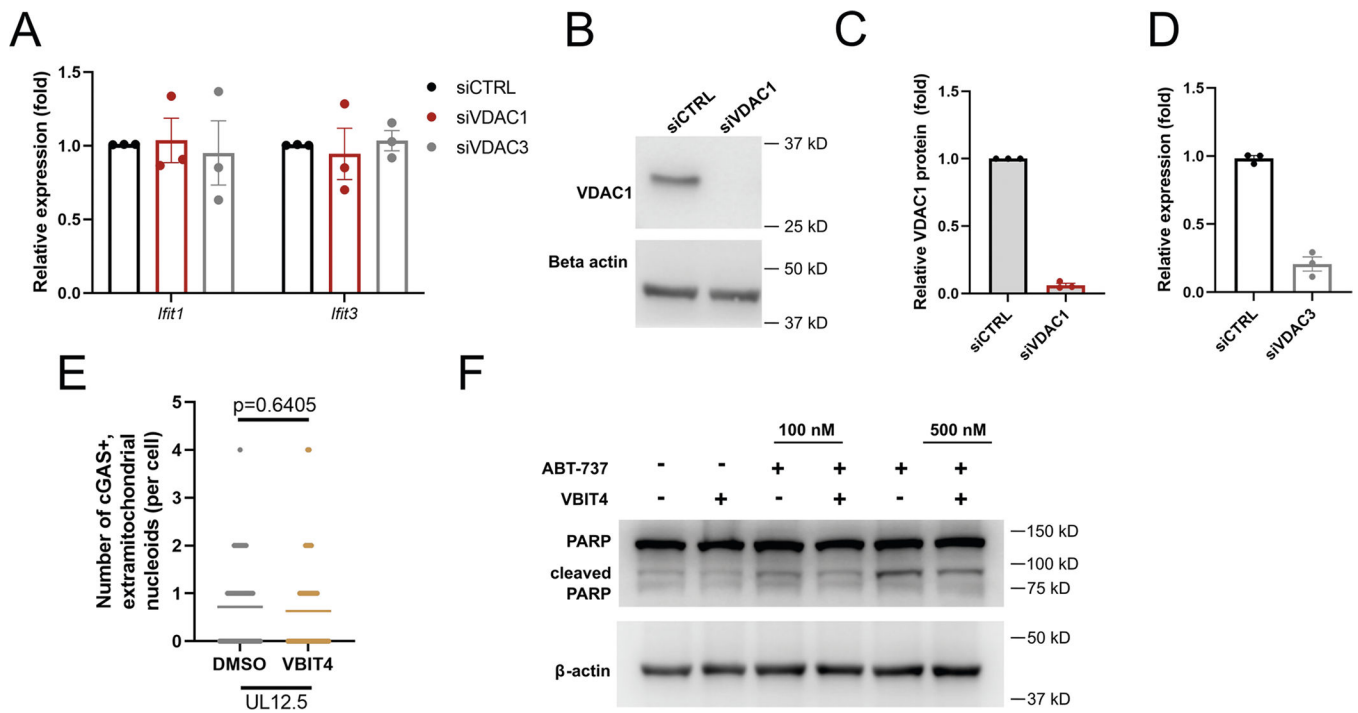 A
Relative expression (fold)
1.5
1.0
0.5
0.0
Ifit1
Ifit3
siCTRL
siVDAC1
siVDAC3
B
siCTRL
siVDAC1
VDAC1
37 kD
25 kD
Beta actin
50 kD
37 kD
C
Relative VDAC1 protein (fold)
1.5
1.0
0.5
0.0
siCTRL
siVDAC1
D
Relative expression (fold)
1.5
1.0
0.5
0.0
siCTRL
siVDAC3
E
Number of cGAS+,
extramitochondrial
nucleoids (per cell)
5
4
3
2
1
0
p=0.6405
DMSO
VBIT4
UL12.5
F
100 nM
500 nM
ABT-737 - - + + + +
VBIT4 - + - + - +
PARP
cleaved
PARP
150 kD
100 kD
75 kD
β-actin
50 kD
37 kD